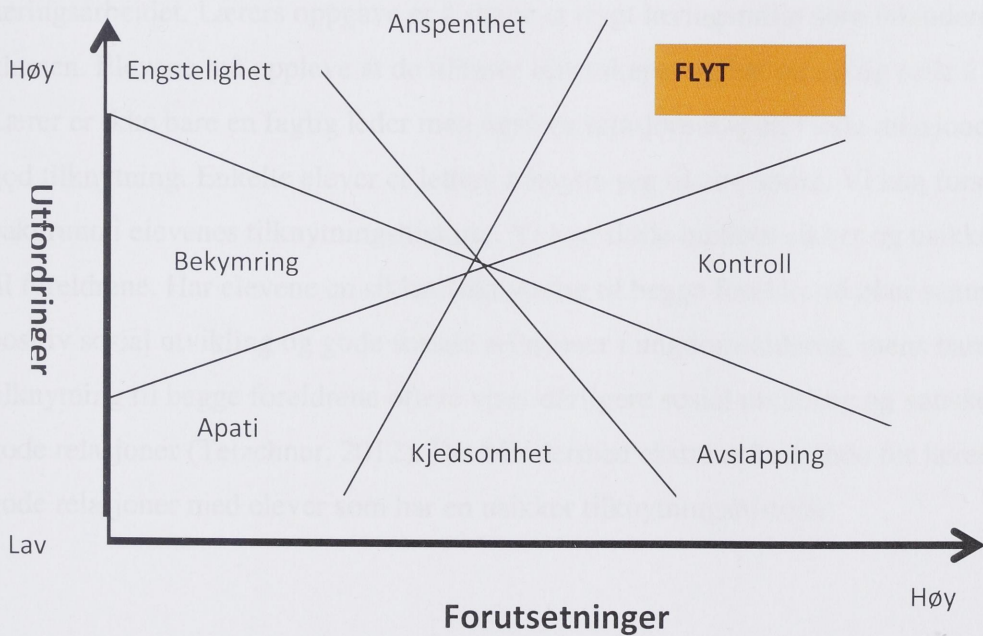 Anspenthet
Høy
Engstelighet
FLYT
Utfordringer
Bekymring
Kontroll
Apati
Kjedsomhet
Avslapping
Lav
Høy
Forutsetninger